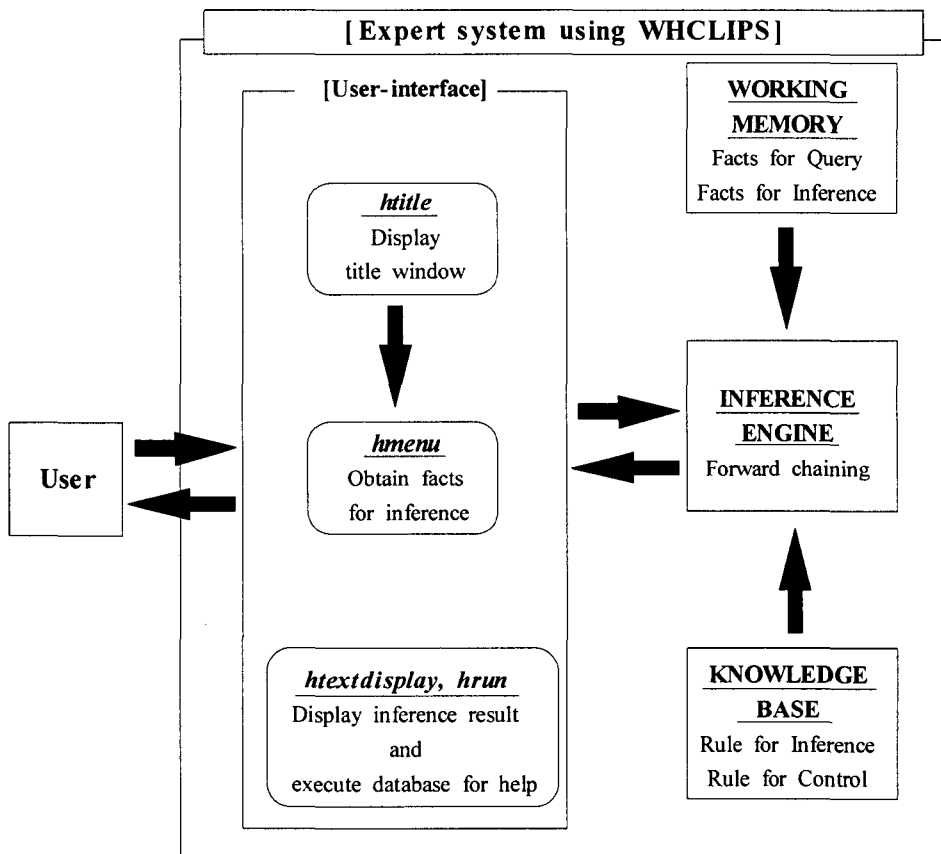 [Expert system using WHCLIPS]
[User-interface]
htitle
Display
title window
hmenu
Obtain facts
for inference
htextdisplay, hrun
Display inference result
and
execute database for help
User
WORKING
MEMORY
Facts for Query
Facts for Inference
INFERENCE
ENGINE
Forward chaining
KNOWLEDGE
BASE
Rule for Inference
Rule for Control